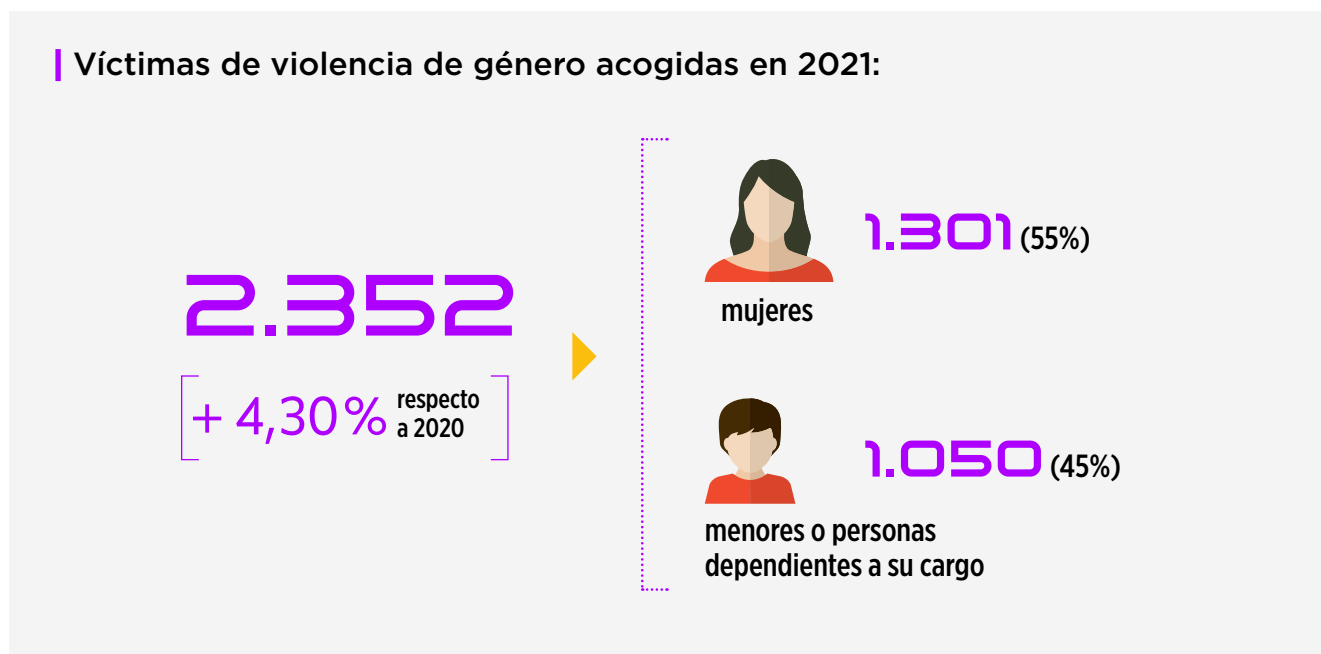 Víctimas de violencia de género acogidas en 2021:
2.352
+ 4,30% respecto
a 2020
1.301 (55%)
mujeres
1.050 (45%)
menores o personas
dependientes a su cargo